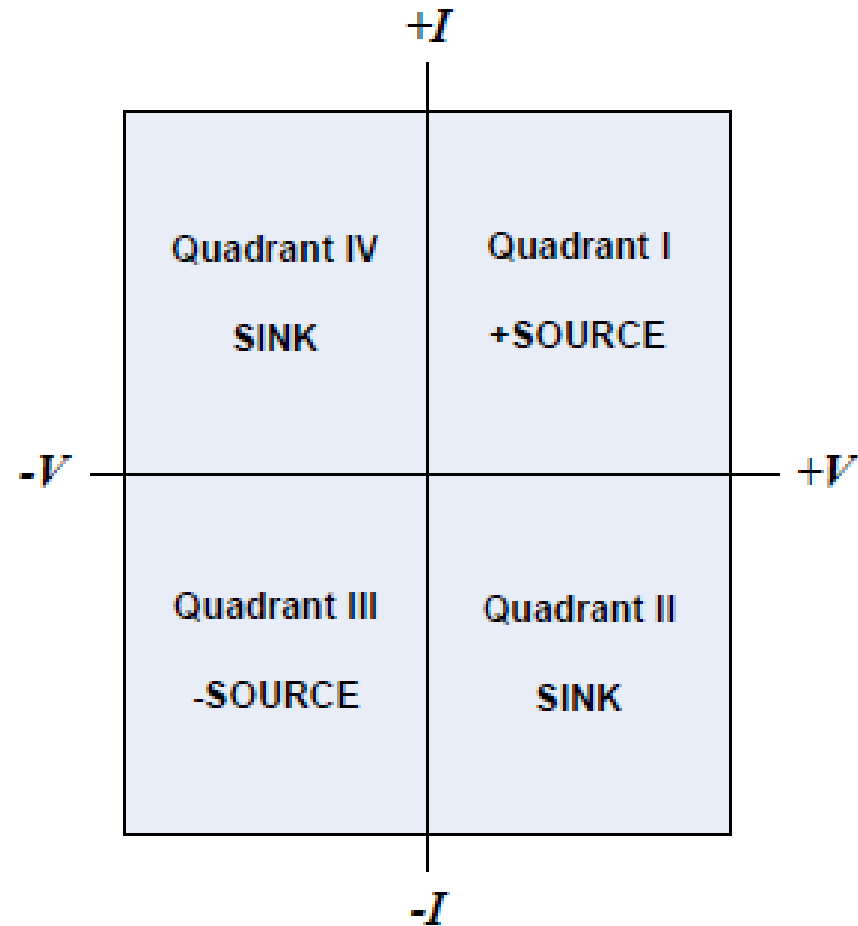 +I
Quadrant IV
SINK
Quadrant I
+SOURCE
-V
+V
Quadrant III
-SOURCE
Quadrant II
SINK
-I